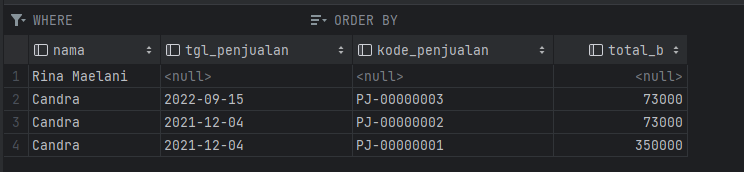 WHERE ORDER BY
nama tgl_penjualan kode_penjualan total_b
1 Rina Maelani <null> <null> <null>
2 Candra 2022-09-15 PJ-00000003 73000
3 Candra 2021-12-04 PJ-00000002 73000
4 Candra 2021-12-04 PJ-00000001 350000